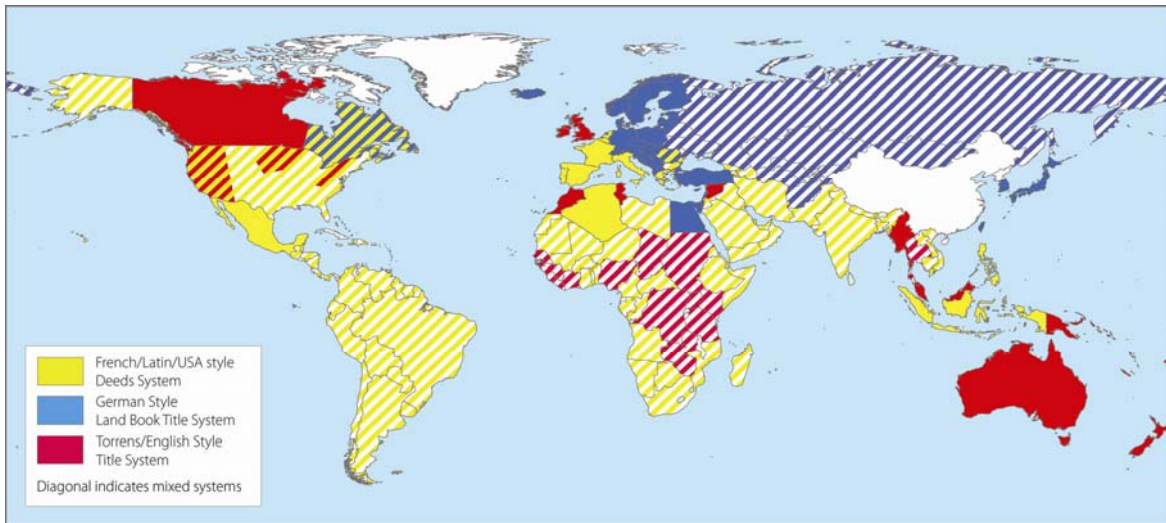 French/Latin/USA style
Deeds System
German Style
Land Book Title System
Torrens/English Style
Title System
Diagonal indicates mixed systems